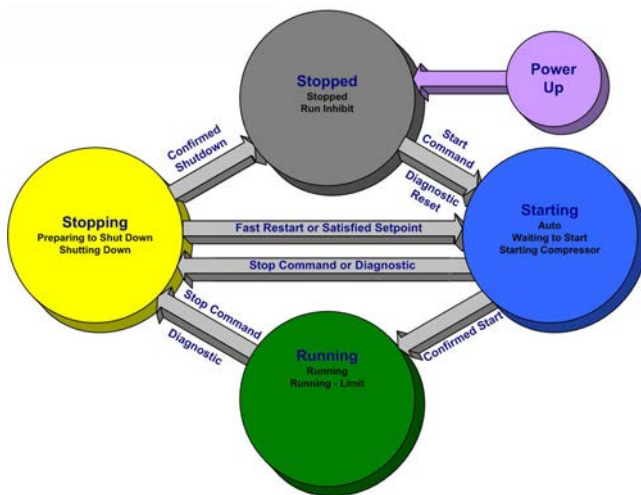 Stopped
Stopped
Run Inhibit
Power
Up
Confirmed
Shutdown
Start
Command
Diagnostic
Reset
Stopping
Preparing to Shut Down
Shutting Down
Fast Restart or Satisfied Setpoint
Stop Command or Diagnostic
Starting
Auto
Waiting to Start
Starting Compressor
Stop Command
Diagnostic
Confirmed Start
Running
Running
Running - Limit